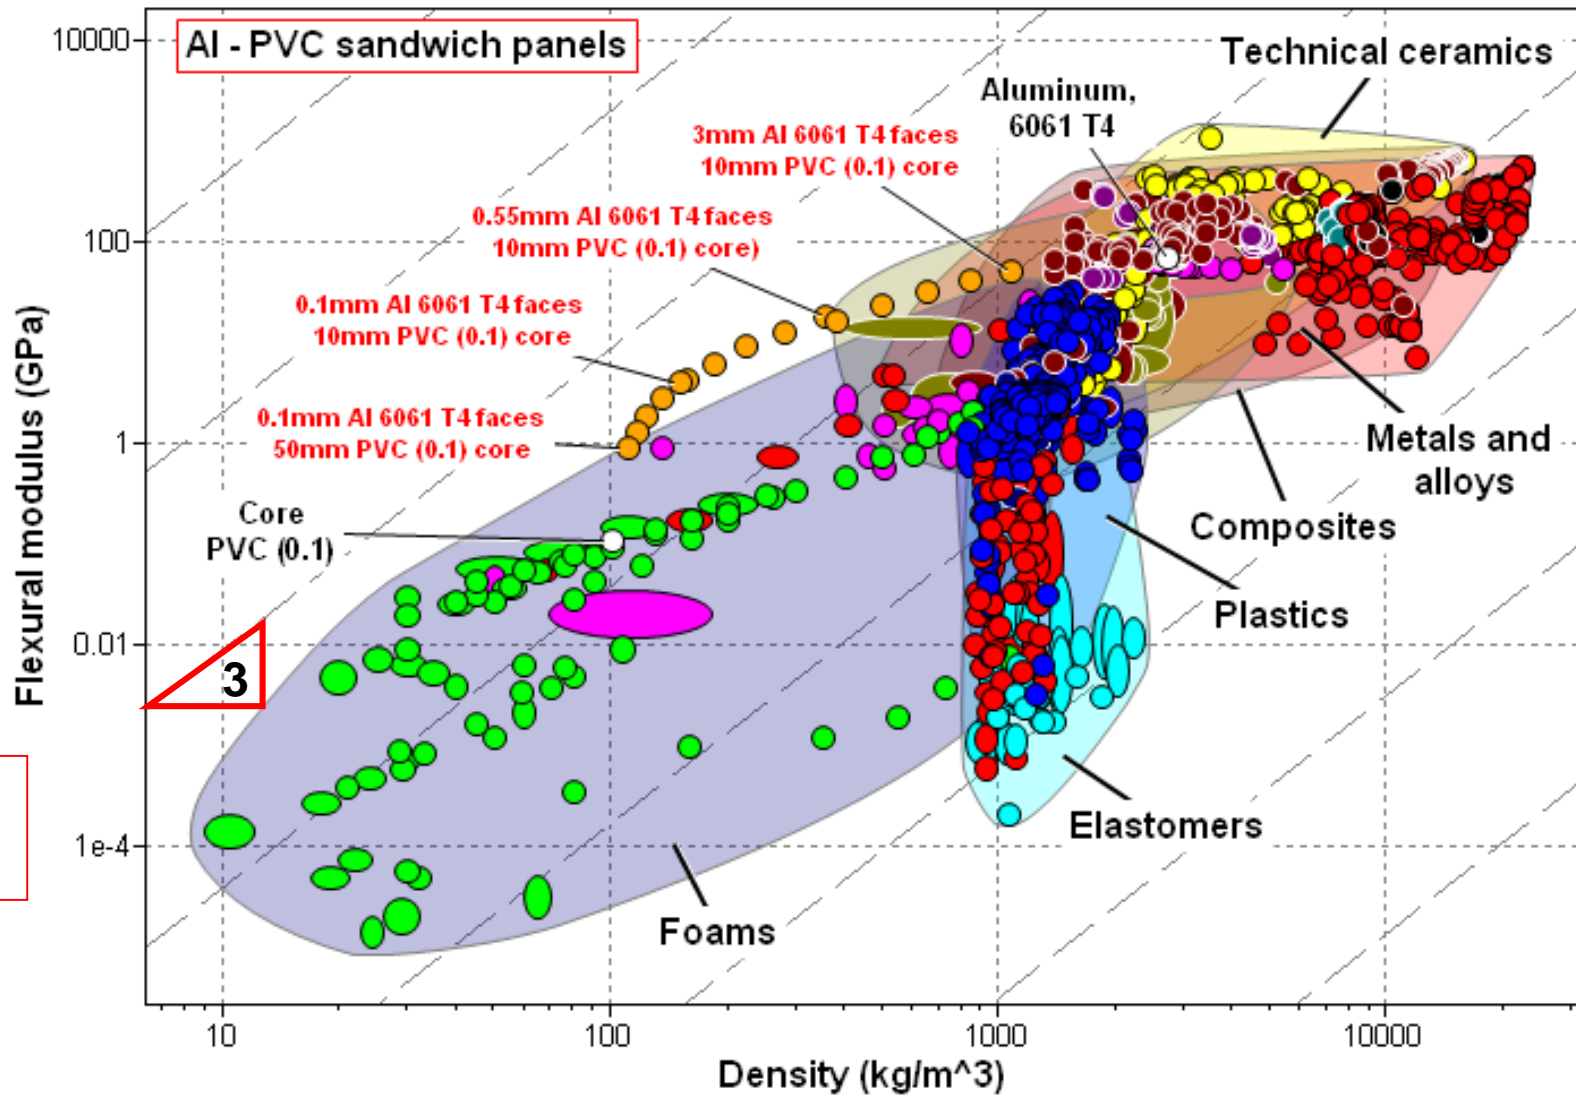 Al - PVC sandwich panels
Technical ceramics
Aluminum,
6061 T4
3mm Al 6061 T4 faces
10mm PVC (0.1) core
0.55mm Al 6061 T4 faces
10mm PVC (0.1) core)
0.1mm Al 6061 T4 faces
10mm PVC (0.1) core
0.1mm Al 6061 T4 faces
50mm PVC (0.1) core
Core
PVC (0.1)
Metals and
alloys
Composites
Plastics
Elastomers
Foams
3
Flexural modulus (GPa)
10000
100
1
0.01
1e-4
10
100
1000
10000
Density (kg/m^3)